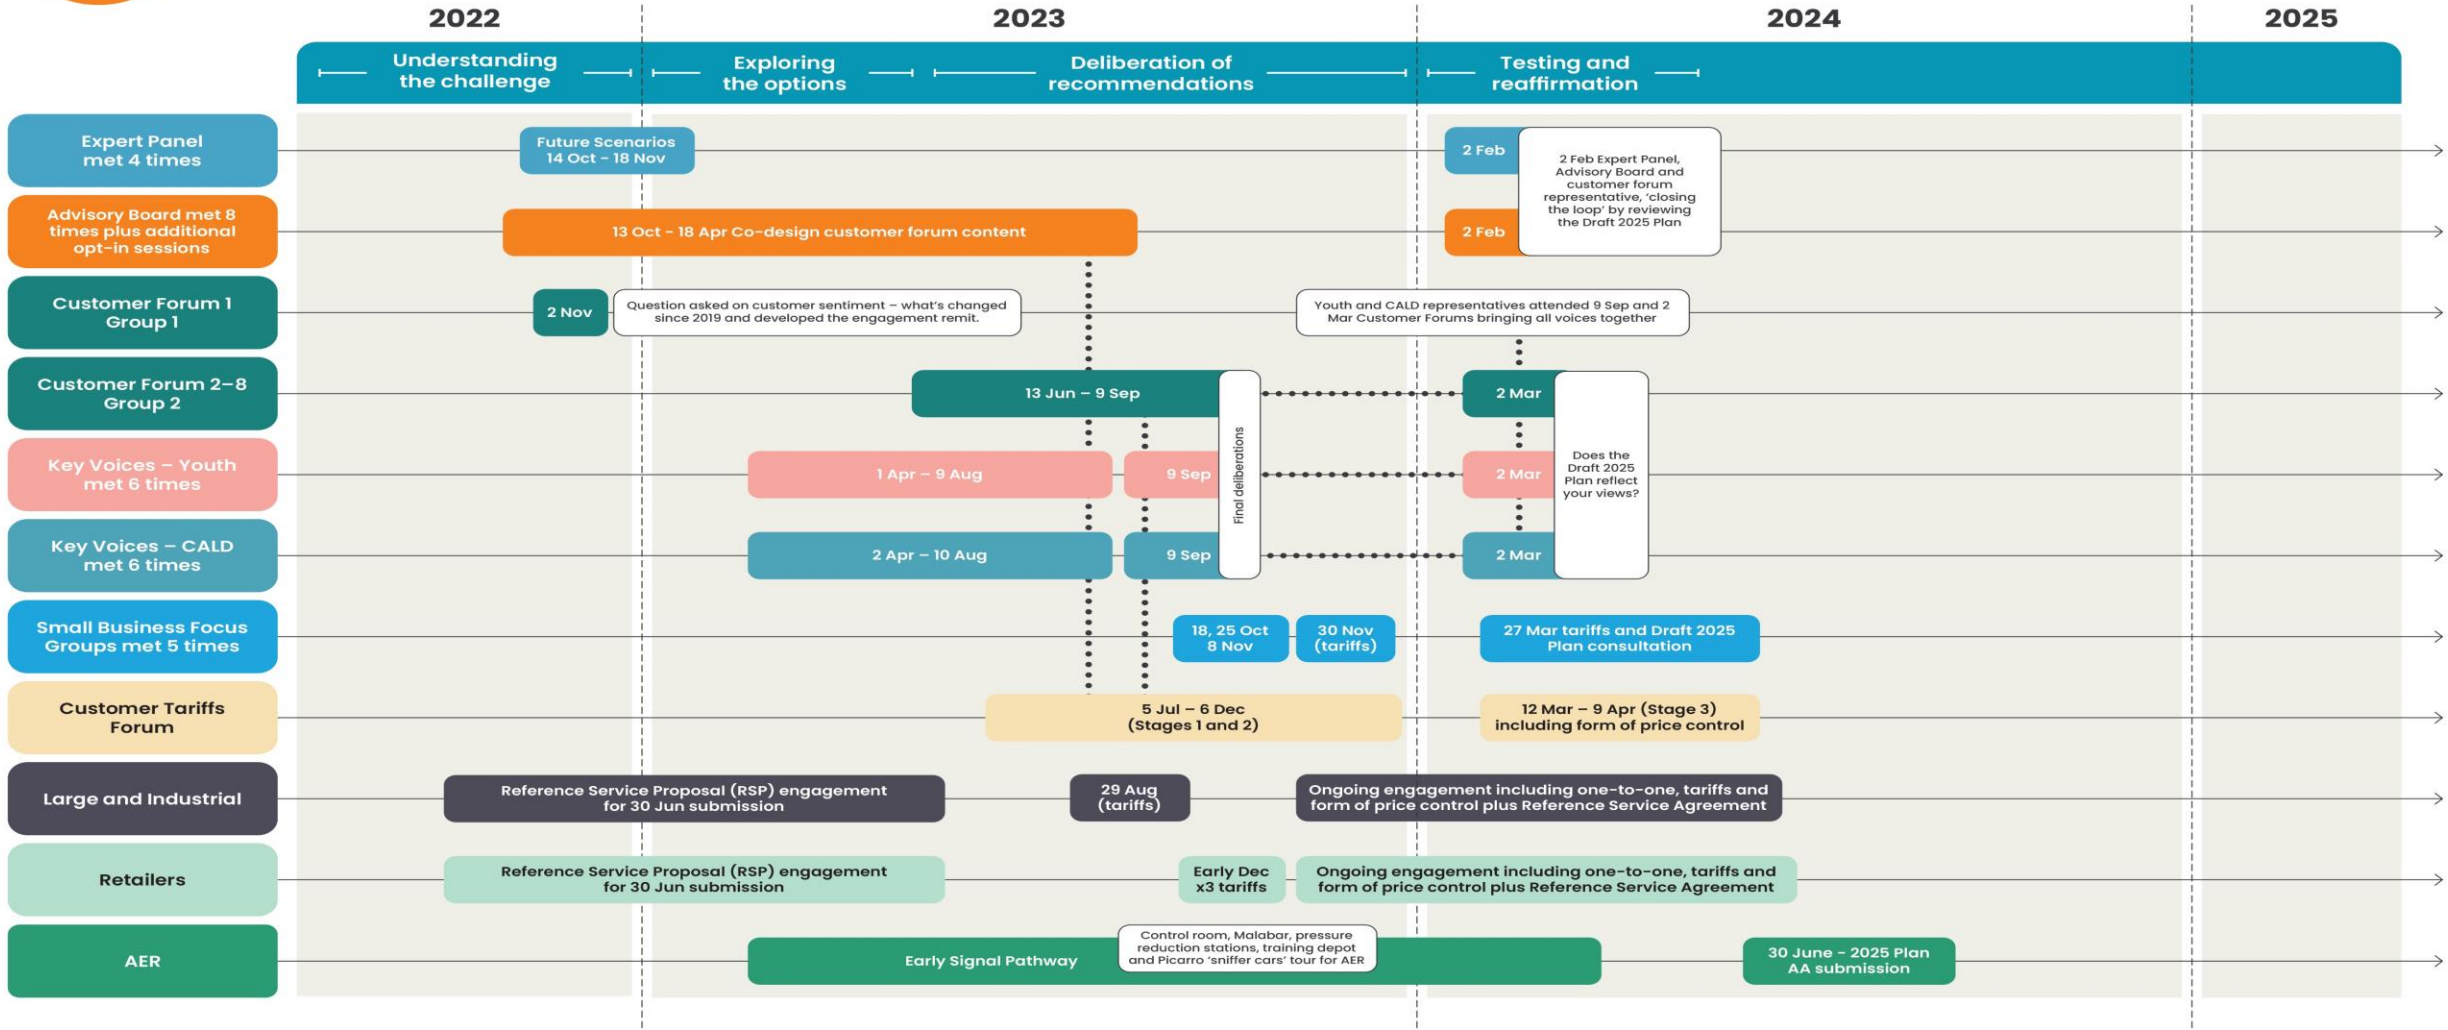 2022
2023
2024
2025
Understanding
the challenge
Exploring
the options
Deliberation of
recommendations
Testing and
reaffirmation
Expert Panel
met 4 times
Future Scenarios
14 Oct - 18 Nov
2 Feb
2 Feb Expert Panel,
Advisory Board and
customer forum
representative, ‘closing
the loop’ by reviewing
the Draft 2025 Plan
Advisory Board met 8
times plus additional
opt-in sessions
13 Oct - 18 Apr Co-design customer forum content
2 Feb
Customer Forum 1
Group 1
2 Nov
Question asked on customer sentiment – what’s changed
since 2019 and developed the engagement remit.
Youth and CALD representatives attended 9 Sep and 2
Mar Customer Forums bringing all voices together
Customer Forum 2–8
Group 2
13 Jun – 9 Sep
Final deliberations
2 Mar
Does the
Draft 2025
Plan reflect
your views?
Key Voices – Youth
met 6 times
1 Apr – 9 Aug
9 Sep
2 Mar
Key Voices – CALD
met 6 times
2 Apr – 10 Aug
9 Sep
2 Mar
Small Business Focus
Groups met 5 times
18, 25 Oct
8 Nov
30 Nov
(tariffs)
27 Mar tariffs and Draft 2025
Plan consultation
Customer Tariffs
Forum
5 Jul – 6 Dec
(Stages 1 and 2)
12 Mar – 9 Apr (Stage 3)
including form of price control
Large and Industrial
Reference Service Proposal (RSP) engagement
for 30 Jun submission
29 Aug
(tariffs)
Ongoing engagement including one-to-one, tariffs and
form of price control plus Reference Service Agreement
Retailers
Reference Service Proposal (RSP) engagement
for 30 Jun submission
Early Dec
x3 tariffs
Ongoing engagement including one-to-one, tariffs and
form of price control plus Reference Service Agreement
AER
Early Signal Pathway
Control room, Malabar, pressure
reduction stations, training depot
and Picarro ‘sniffer cars’ tour for AER
30 June - 2025 Plan
AA submission